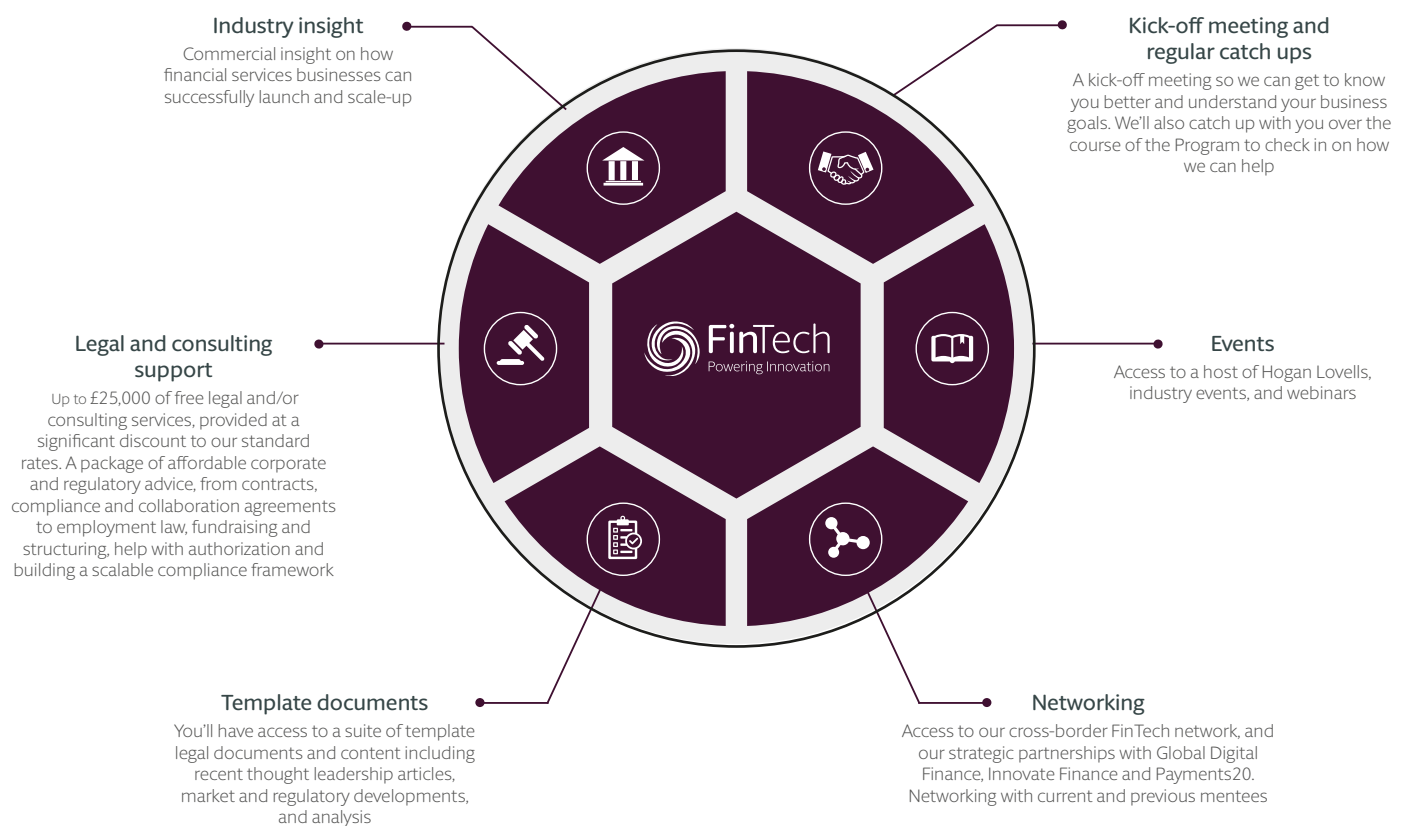 Industry insight
Commercial insight on how
financial services businesses can
successfully launch and scale-up
Kick-off meeting and
regular catch ups
A kick-off meeting so we can get to know
you better and understand your business
goals. We'll also catch up with you over the
course of the Program to check in on how
we can help
FinTech
Powering Innovation
Legal and consulting
support
Up to £25,000 of free legal and/or
consulting services, provided at a
significant discount to our standard
rates. A package of affordable corporate
and regulatory advice, from contracts,
compliance and collaboration agreements
to employment law, fundraising and
structuring, help with authorization and
building a scalable compliance framework
Events
Access to a host of Hogan Lovells,
industry events, and webinars
Template documents
You'll have access to a suite of template
legal documents and content including
recent thought leadership articles,
market and regulatory developments,
and analysis
Networking
Access to our cross-border FinTech network, and
our strategic partnerships with Global Digital
Finance, Innovate Finance and Payments20.
Networking with current and previous mentees